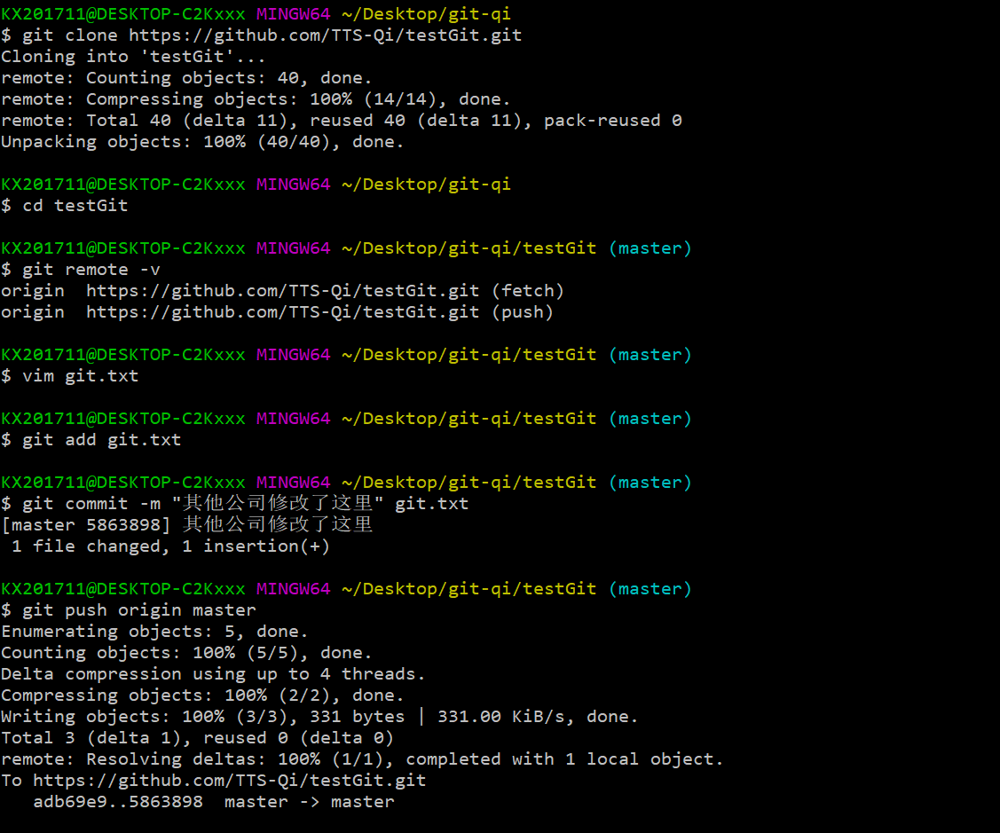 KX201711@DESKTOP-C2Kxxx MINGW64 ~/Desktop/git-qi
$ git clone https://github.com/TTS-Qi/testGit.git
Cloning into 'testGit'...
remote: Counting objects: 40, done.
remote: Compressing objects: 100% (14/14), done.
remote: Total 40 (delta 11), reused 40 (delta 11), pack-reused 0
Unpacking objects: 100% (40/40), done.
KX201711@DESKTOP-C2Kxxx MINGW64 ~/Desktop/git-qi
$ cd testGit
KX201711@DESKTOP-C2Kxxx MINGW64 ~/Desktop/git-qi/testGit (master)
$ git remote -v
origin  https://github.com/TTS-Qi/testGit.git (fetch)
origin  https://github.com/TTS-Qi/testGit.git (push)
KX201711@DESKTOP-C2Kxxx MINGW64 ~/Desktop/git-qi/testGit (master)
$ vim git.txt
KX201711@DESKTOP-C2Kxxx MINGW64 ~/Desktop/git-qi/testGit (master)
$ git add git.txt
KX201711@DESKTOP-C2Kxxx MINGW64 ~/Desktop/git-qi/testGit (master)
$ git commit -m "其他公司修改了这里" git.txt
[master 5863898] 其他公司修改了这里
 1 file changed, 1 insertion(+)
KX201711@DESKTOP-C2Kxxx MINGW64 ~/Desktop/git-qi/testGit (master)
$ git push origin master
Enumerating objects: 5, done.
Counting objects: 100% (5/5), done.
Delta compression using up to 4 threads.
Compressing objects: 100% (2/2), done.
Writing objects: 100% (3/3), 331 bytes | 331.00 KiB/s, done.
Total 3 (delta 1), reused 0 (delta 0)
remote: Resolving deltas: 100% (1/1), completed with 1 local object.
To https://github.com/TTS-Qi/testGit.git
   adb69e9..5863898  master -> master